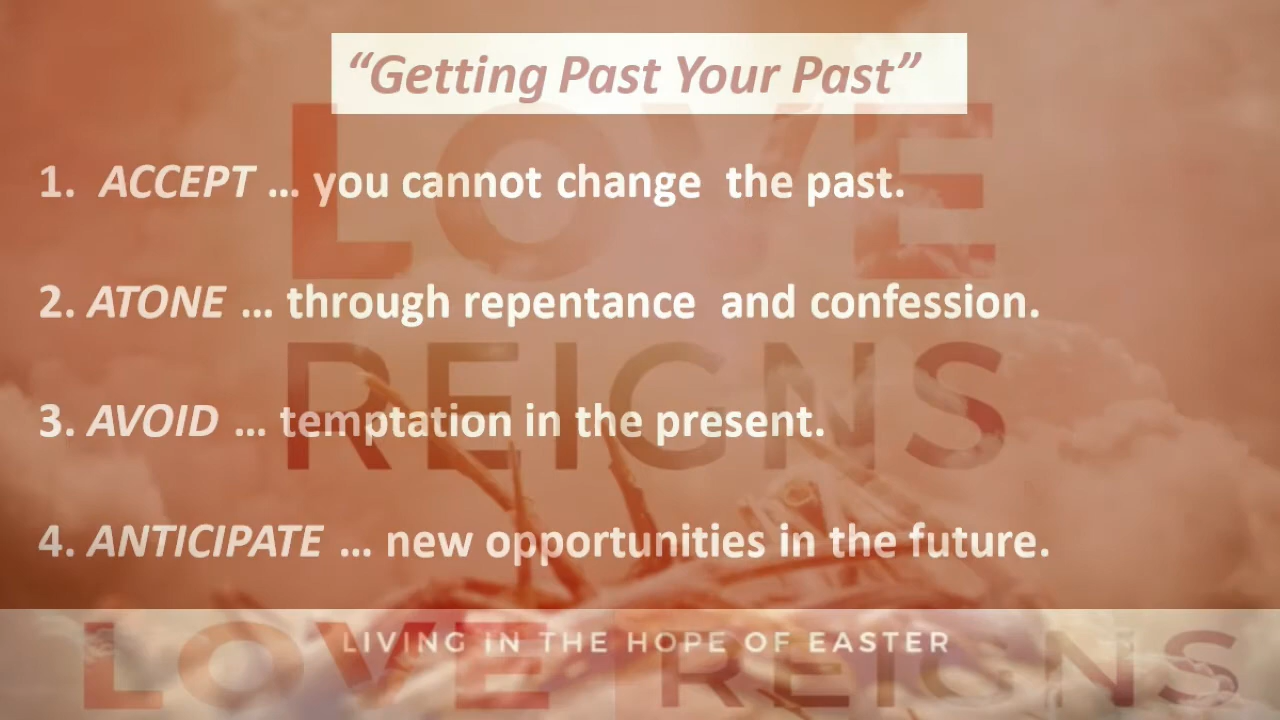 “Getting Past Your Past”
LOVE
1. ACCEPT ... you cannot change the past.
2. ATONE ... through repentance and confession.
REIGNS
3. AVOID ... temptation in the present.
4. ANTICIPATE ... new opportunities in the future.
LIVING IN THE HOPE OF EASTER
LOVE REIGNS